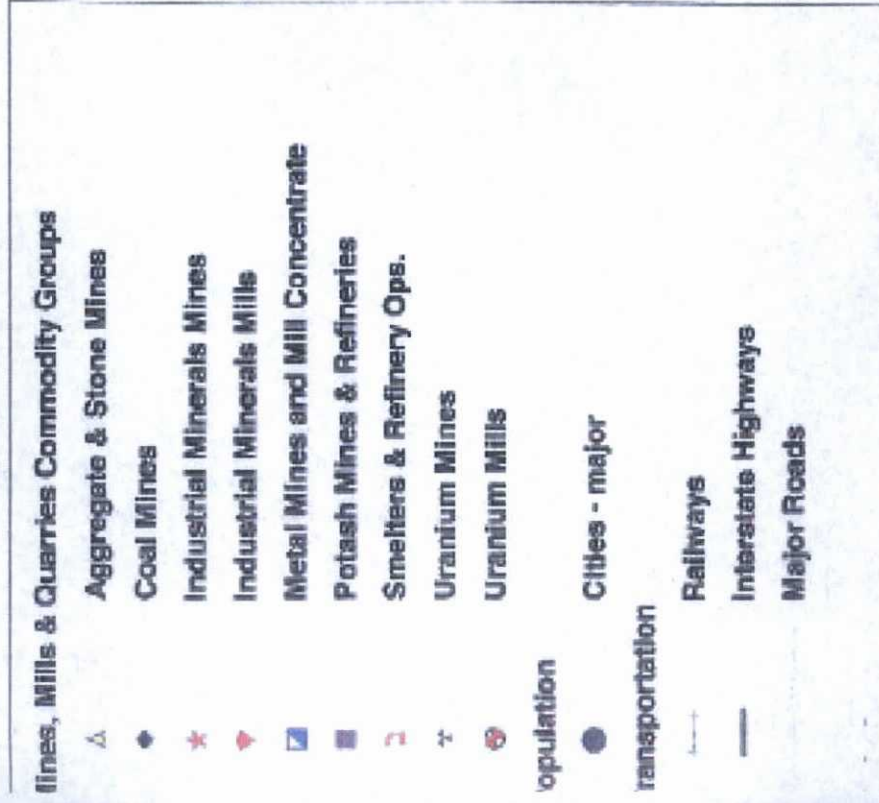 lines, Mills & Quarries Commodity Groups
Aggregate & Stone Mines
Coal Mines
Industrial Minerals Mines
Industrial Minerals Mills
Metal Mines and Mill Concentrate
Potash Mines & Refineries
Smelters & Refinery Ops.
Uranium Mines
Uranium Mills
opulation
Cities - major
ransportation
Railways
Interstate Highways
Major Roads